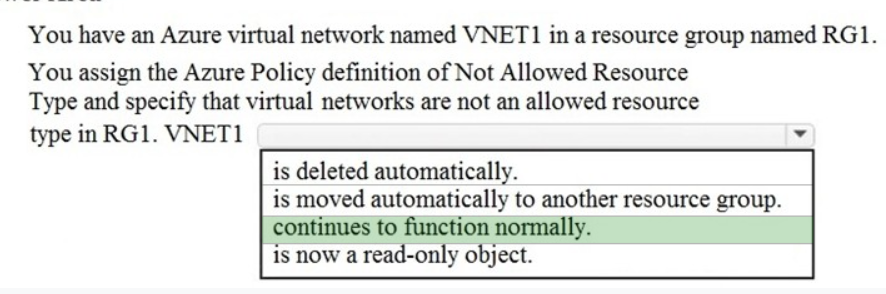 You have an Azure virtual network named VNET1 in a resource group named RG1.
You assign the Azure Policy definition of Not Allowed Resource
Type and specify that virtual networks are not an allowed resource
type in RG1. VNET1
is deleted automatically.
is moved automatically to another resource group.
continues to function normally.
is now a read-only object.